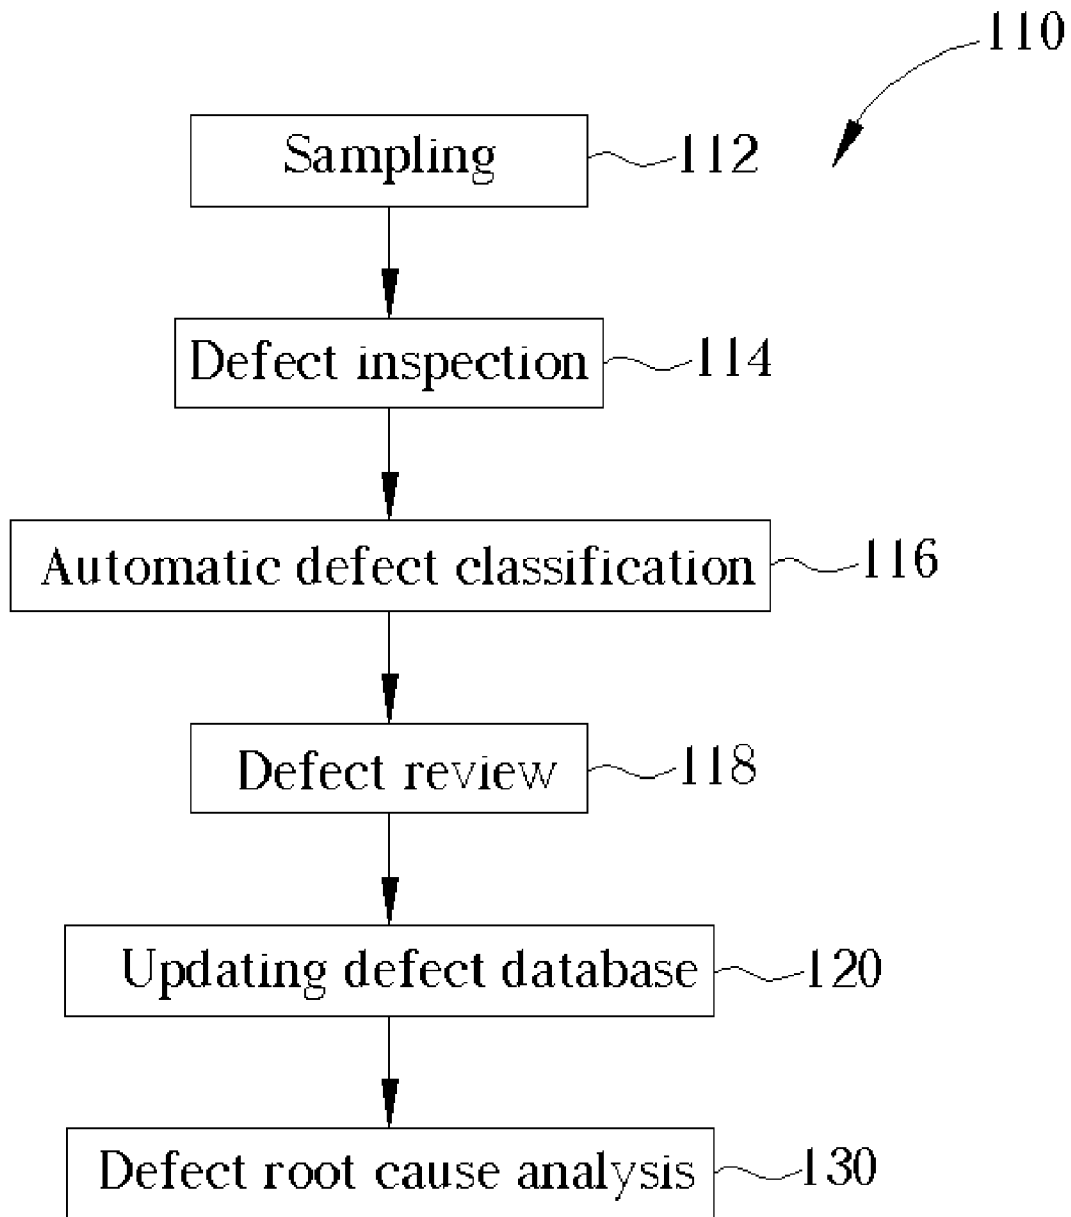 110
Sampling 112
Defect inspection 114
Automatic defect classification 116
Defect review 118
Updating defect database 120
Defect root cause analysis 130